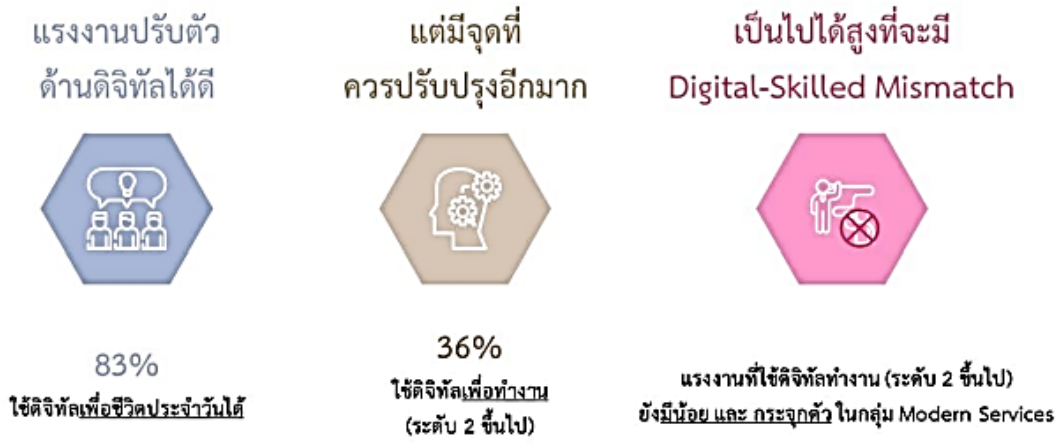 แรงงานปรับตัว
ด้านดิจิทัลได้ดี
83%
ใช้ดิจิทัลเพื่อชีวิตประจำวันได้
แต่มีจุดที่
ควรปรับปรุงอีกมาก
36%
ใช้ดิจิทัลเพื่อทำงาน
(ระดับ 2 ขึ้นไป)
เป็นไปได้สูงที่จะมี
Digital-Skilled Mismatch
แรงงานที่ใช้ดิจิทัลทำงาน (ระดับ 2 ขึ้นไป)
ยังมีน้อย และ กระจุกตัว ในกลุ่ม Modern Services